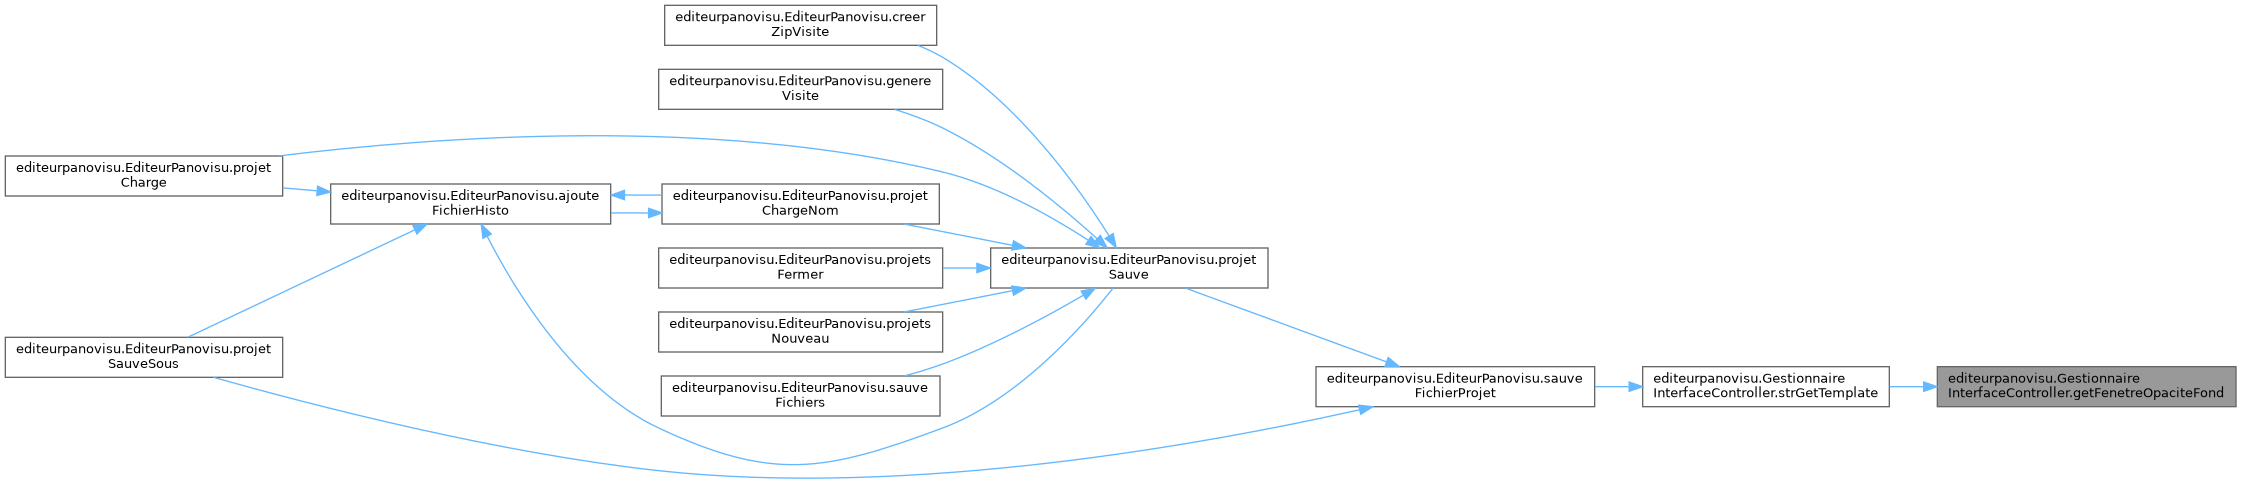 editeurpanovisu.EditeurPanovisu.creer
ZipVisite
editeurpanovisu.EditeurPanovisu.genere
Visite
editeurpanovisu.EditeurPanovisu.projet
Charge
editeurpanovisu.EditeurPanovisu.ajoute
FichierHisto
editeurpanovisu.EditeurPanovisu.projet
ChargeNom
editeurpanovisu.EditeurPanovisu.projets
Fermer
editeurpanovisu.EditeurPanovisu.projet
Sauve
editeurpanovisu.EditeurPanovisu.projets
Nouveau
editeurpanovisu.EditeurPanovisu.projet
SauveSous
editeurpanovisu.EditeurPanovisu.sauve
Fichiers
editeurpanovisu.EditeurPanovisu.sauve
FichierProjet
editeurpanovisu.Gestionnaire
InterfaceController.strGetTemplate
editeurpanovisu.Gestionnaire
InterfaceController.getFenetreOpaciteFond